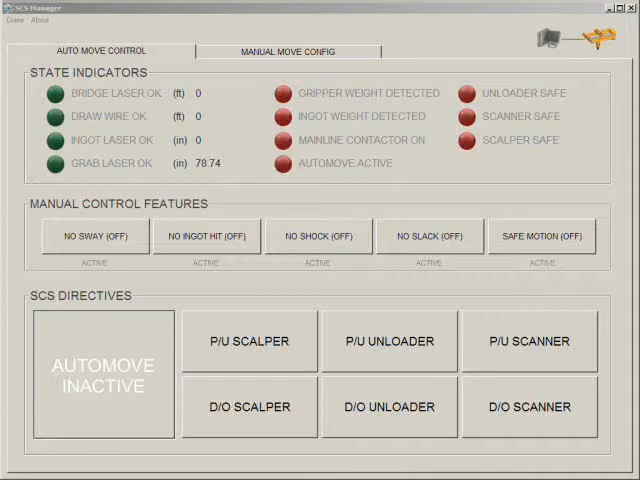 SCS Manager
Crane About
AUTO MOVE CONTROL MANUAL MOVE CONFIG
STATE INDICATORS
BRIDGE LASER OK (ft) 0 GRIPPER WEIGHT DETECTED UNLOADER SAFE
DRAW WIRE OK (ft) 0 INGOT WEIGHT DETECTED SCANNER SAFE
INGOT LASER OK (in) 0 MAINLINE CONTACTOR ON SCALPER SAFE
GRAB LASER OK (in) 78.74 AUTOMOVE ACTIVE
MANUAL CONTROL FEATURES
NO SWAY (OFF) NO INGOT HIT (OFF) NO SHOCK (OFF) NO SLACK (OFF) SAFE MOTION (OFF)
ACTIVE ACTIVE ACTIVE ACTIVE ACTIVE
SCS DIRECTIVES
AUTOMOVE
INACTIVE
P/U SCALPER P/U UNLOADER P/U SCANNER
D/O SCALPER D/O UNLOADER D/O SCANNER